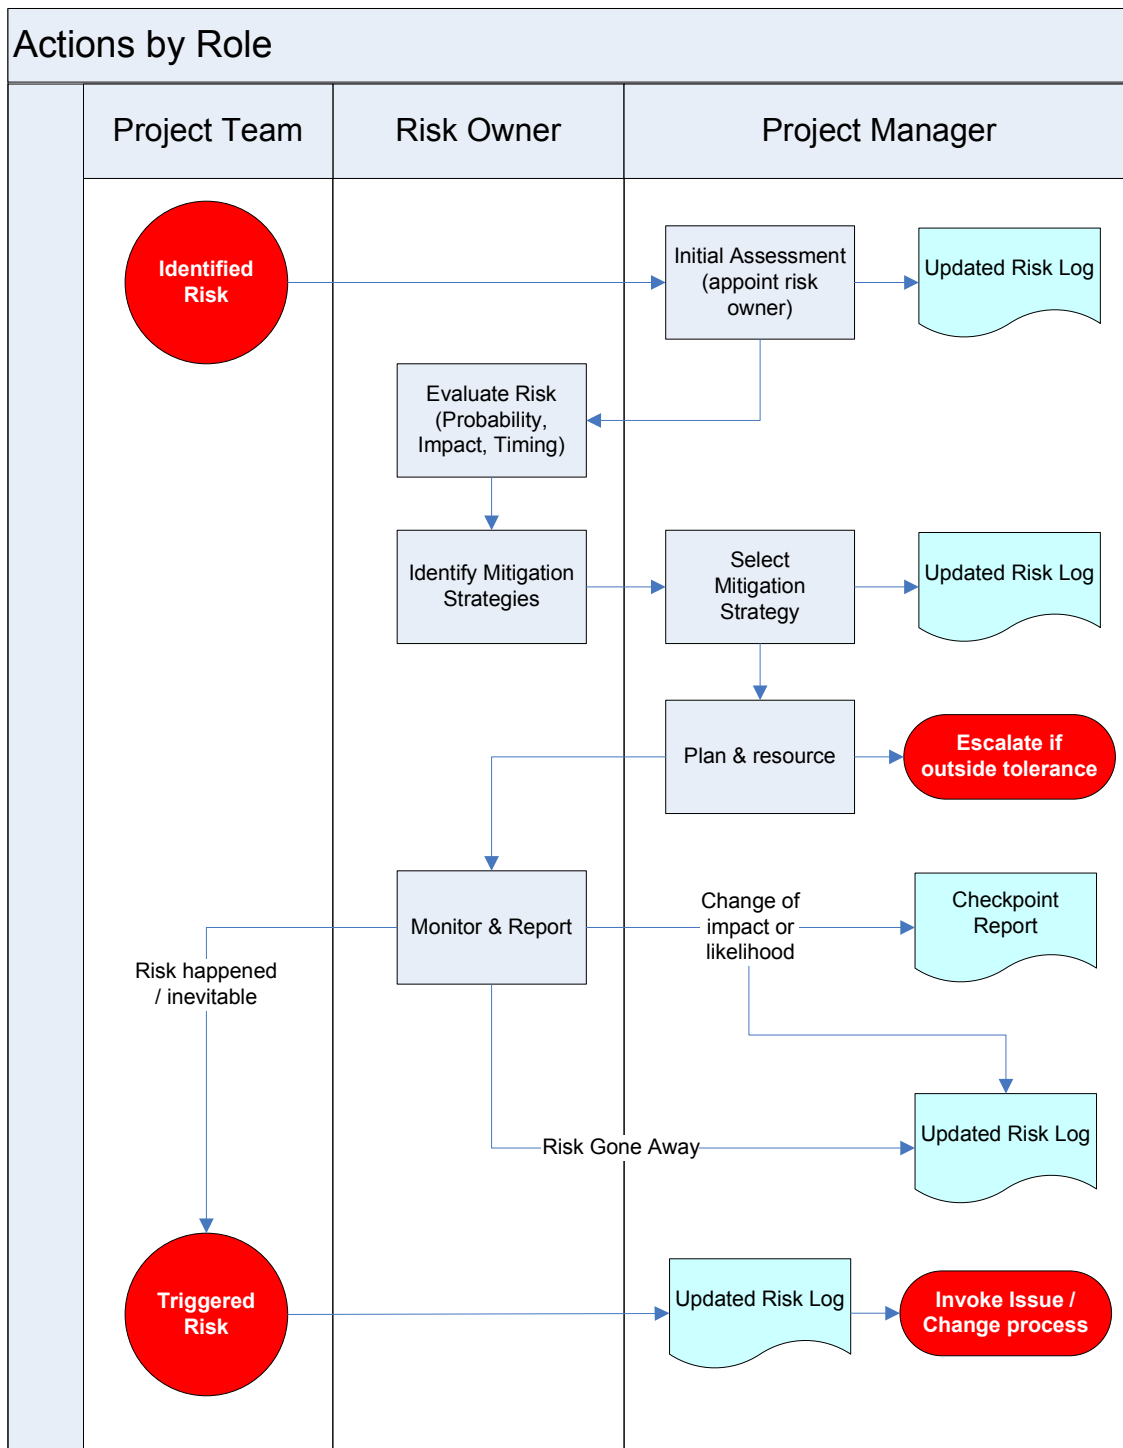 Actions by Role
Project Team
Risk Owner
Project Manager
Identified
Risk
Initial Assessment
(appoint risk
owner)
Updated Risk Log
Evaluate Risk
(Probability,
Impact, Timing)
Identify Mitigation
Strategies
Select
Mitigation
Strategy
Updated Risk Log
Plan & resource
Escalate if
outside tolerance
Monitor & Report
Change of
impact or
likelihood
Checkpoint
Report
Risk happened
/ inevitable
Risk Gone Away
Updated Risk Log
Triggered
Risk
Updated Risk Log
Invoke Issue /
Change process